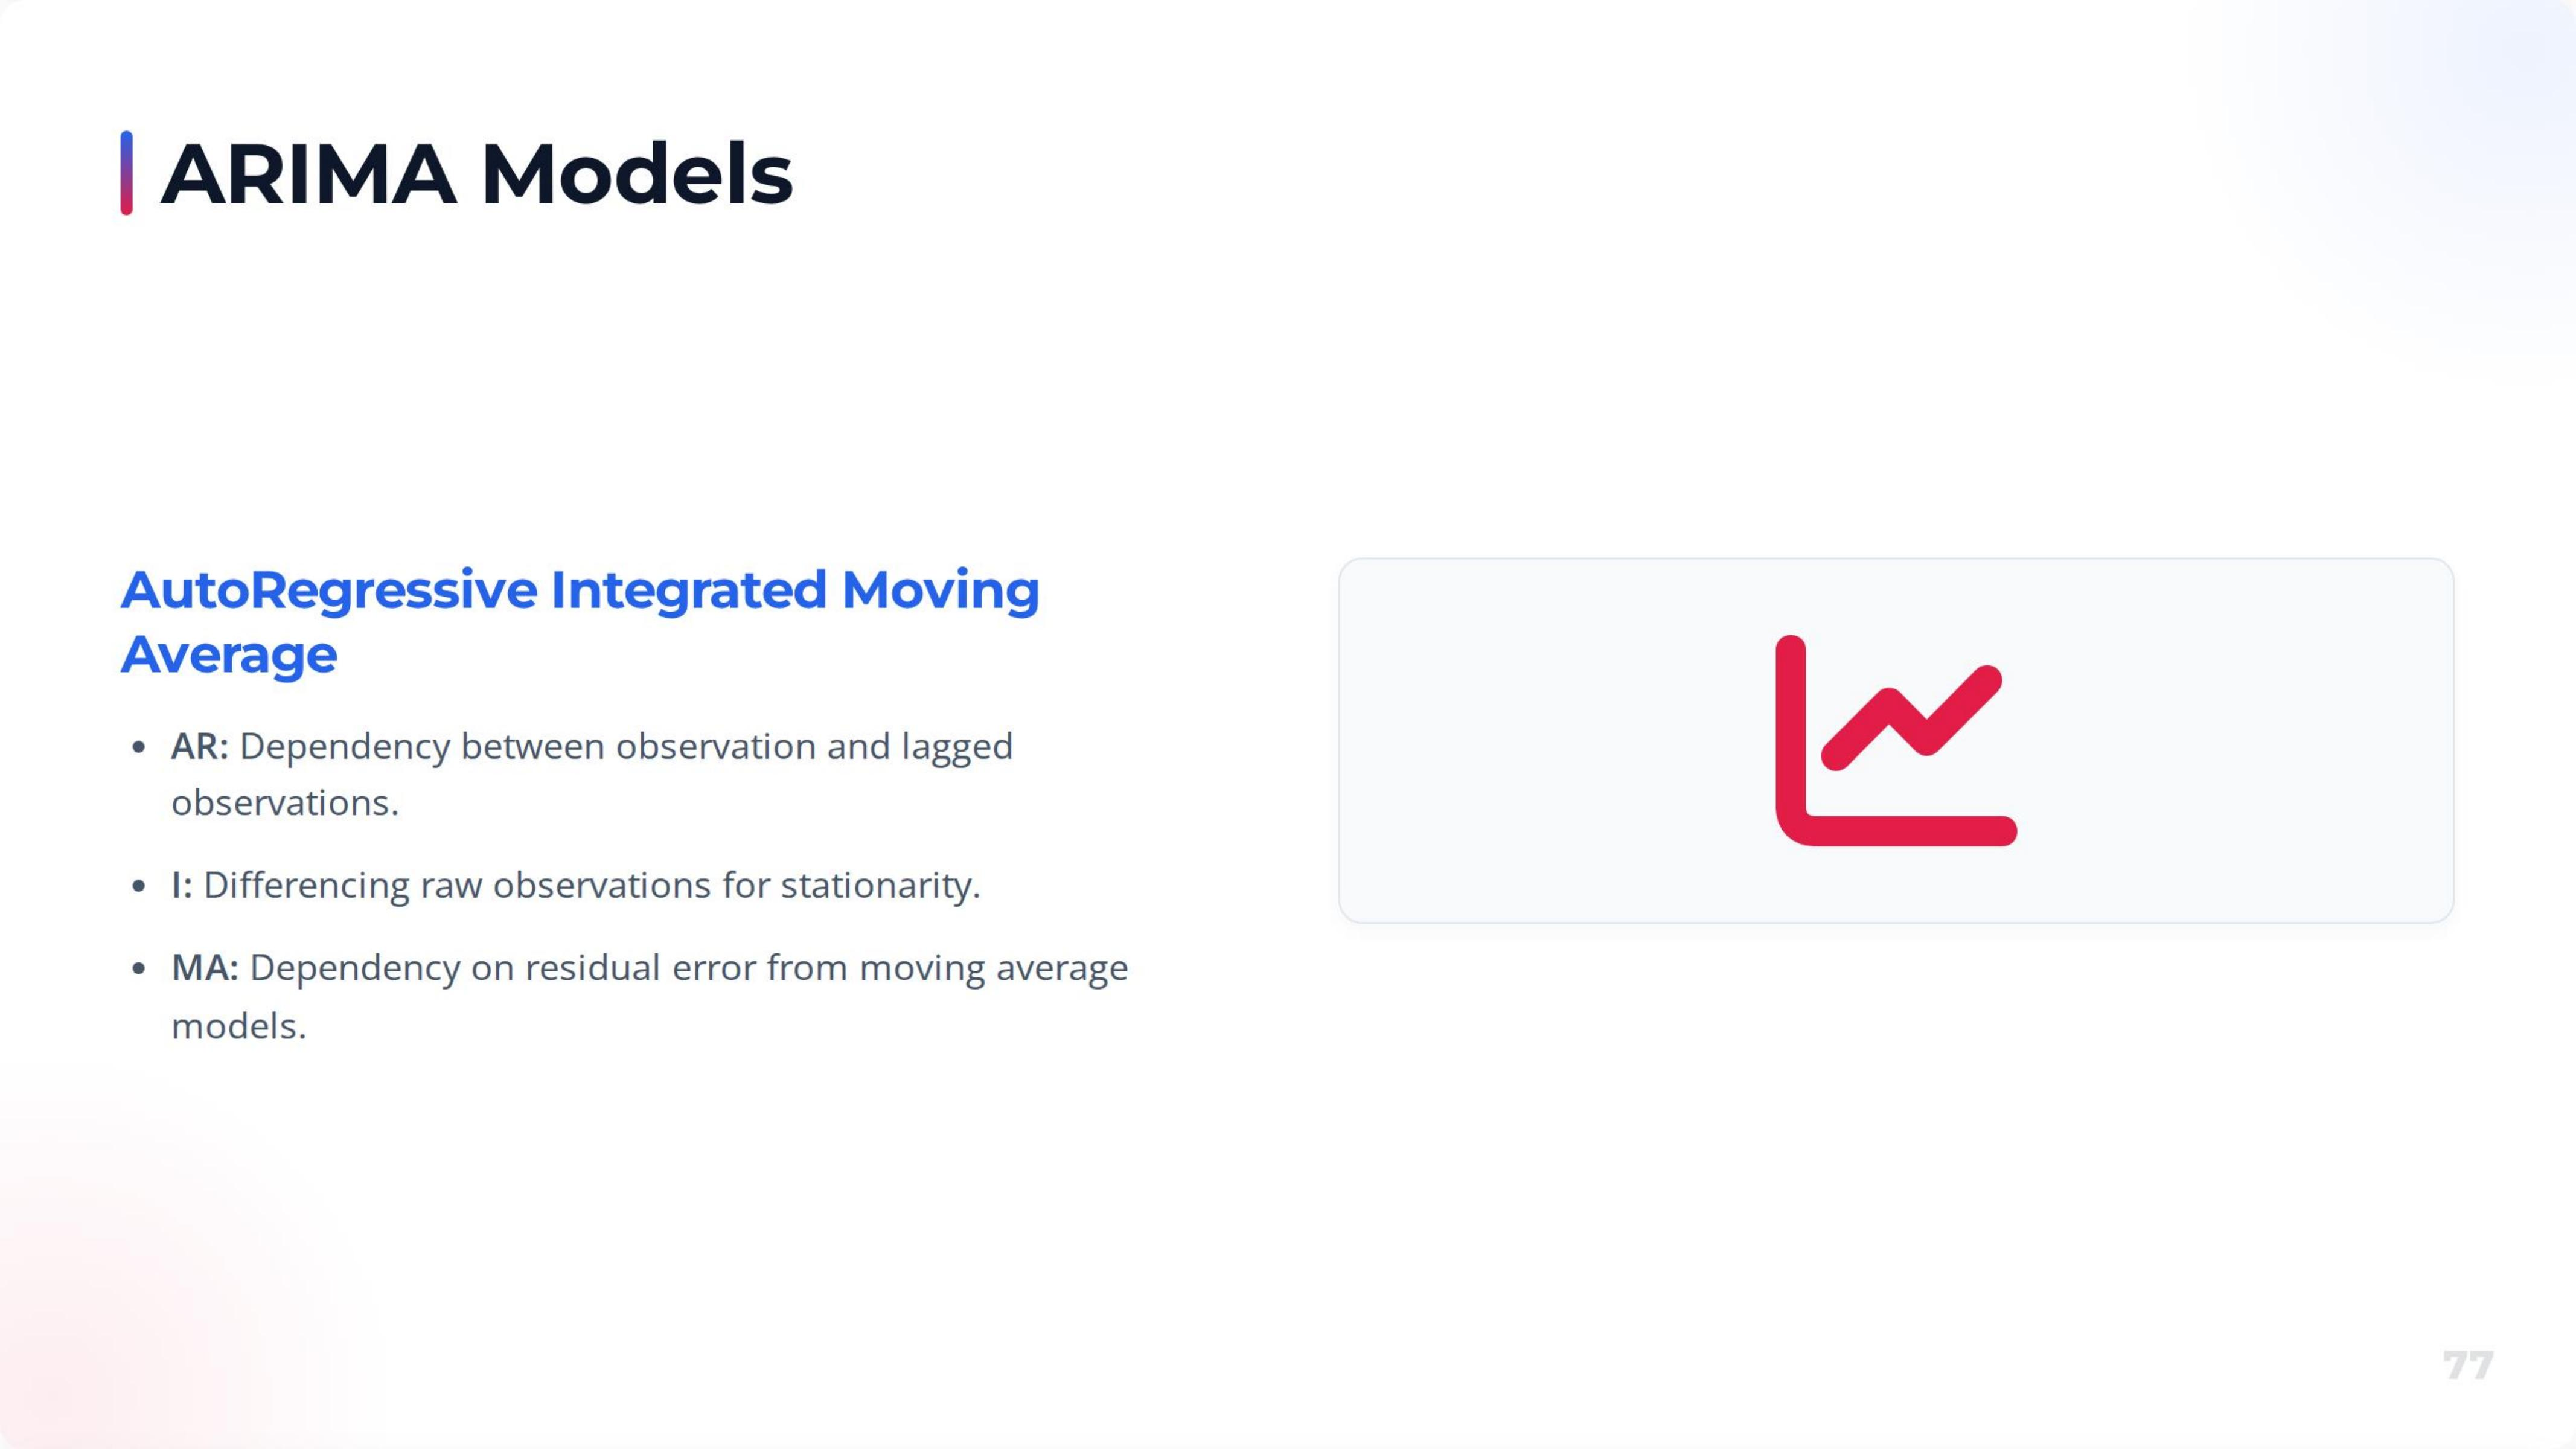 ARIMA Models
AutoRegressive Integrated Moving
Average
• AR: Dependency between observation and lagged
observations.
• I: Differencing raw observations for stationarity.
• MA: Dependency on residual error from moving average
models.
77